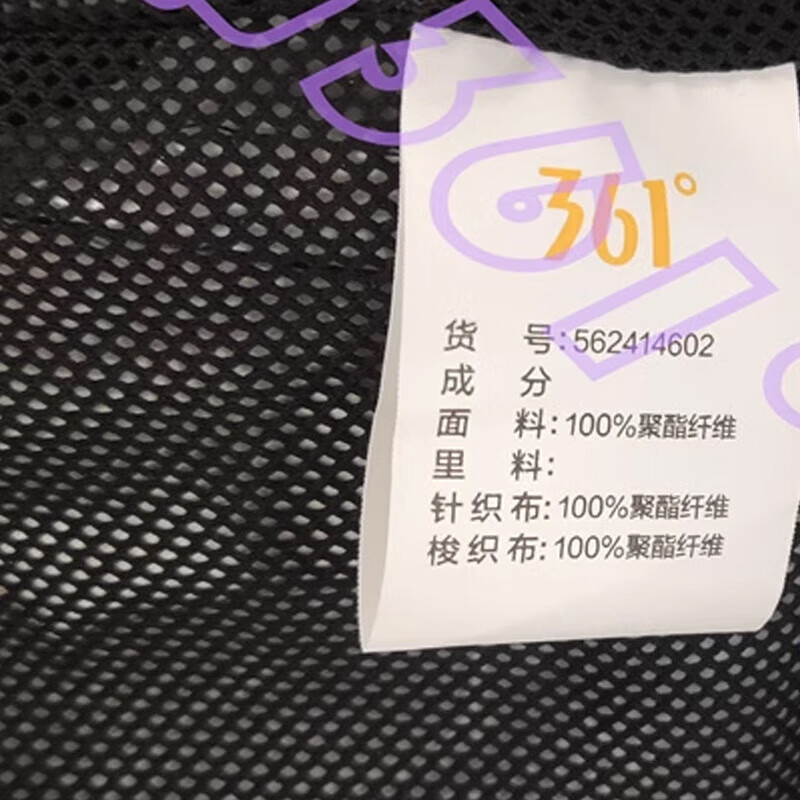 361°
货 号:562414602
成 分
面 料:100%聚酯纤维
里 料:
针织布:100%聚酯纤维
梭织布:100%聚酯纤维